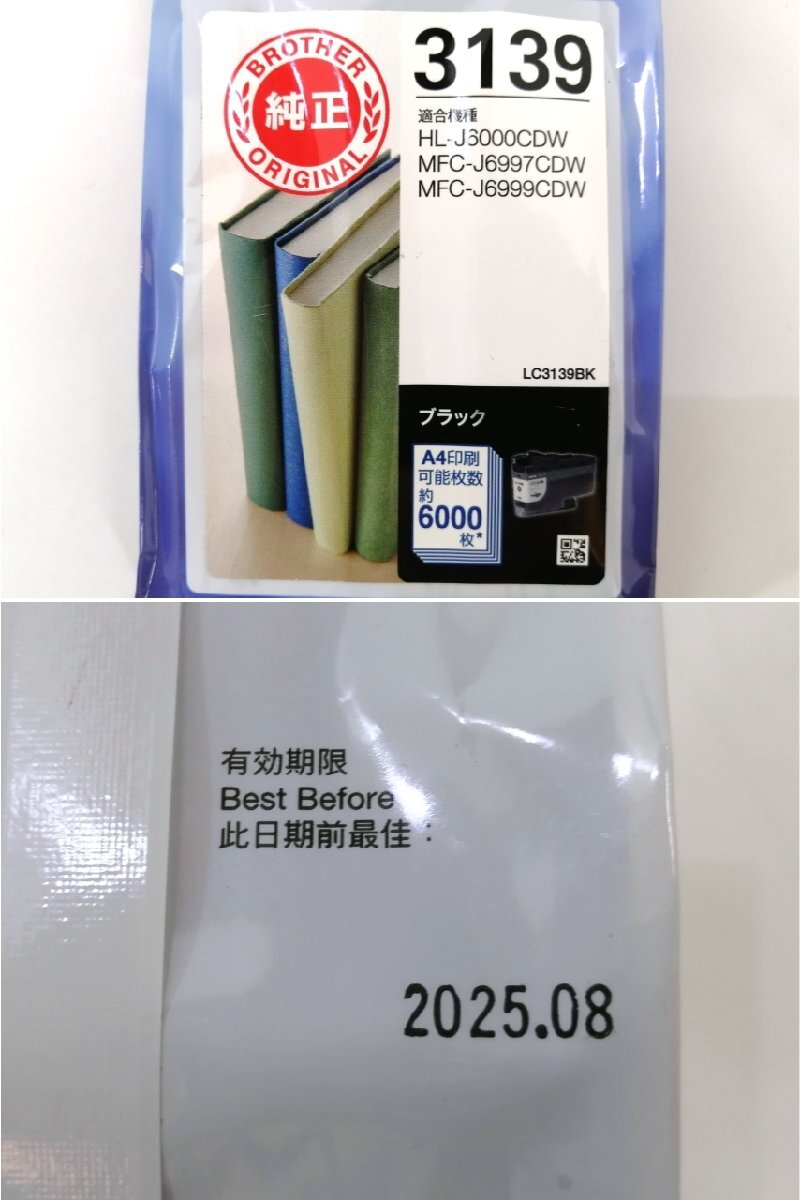 BROTHER
純正
ORIGINAL
3139
適合機種
HL-J6000CDW
MFC-J6997CDW
MFC-J6999CDW
LC3139BK
ブラック
A4印刷
可能枚数
約
6000
枚*
有効期限
Best Before
此日期前最佳：
2025.08